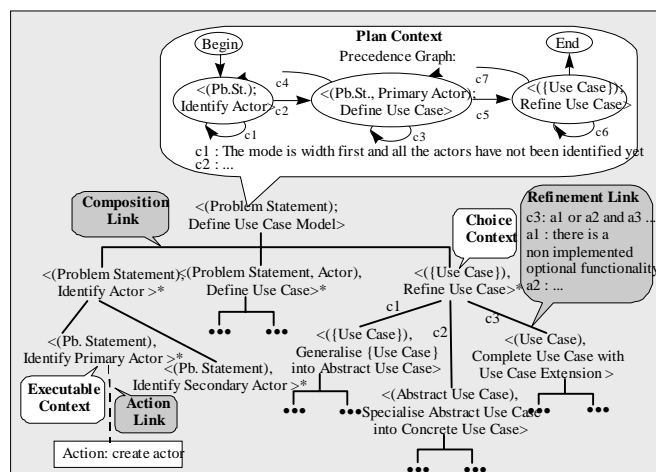 Plan Context
Begin
Precedence Graph:
End
<(Pb.St.);
Identify Actor>
c4
c2
c1
<(Pb.St., Primary Actor);
Define Use Case>
c3
c7
c5
<({Use Case});
Refine Use Case>
c6
c1 : The mode is width first and all the actors have not been identified yet
c2 : ...
Composition
Link
<(Problem Statement);
Define Use Case Model>
Choice
Context
Refinement Link
c3: a1 or a2 and a3 ...
a1 : there is a
non implemented
optional functionality
a2 : ...
<(Problem Statement),
Identify Actor >*
<(Problem Statement, Actor),
Define Use Case>*
<({Use Case}),
Refine Use Case>*
c1
c2
c3
<(Pb. Statement),
Identify Primary Actor >*
<(Pb. Statement),
Identify Secondary Actor >*
<({Use Case}),
Generalise {Use Case}
into Abstract Use Case>
<(Use Case),
Complete Use Case with
Use Case Extension >
<(Abstract Use Case),
Specialise Abstract Use Case
into Concrete Use Case>
Executable
Context
Action
Link
Action: create actor